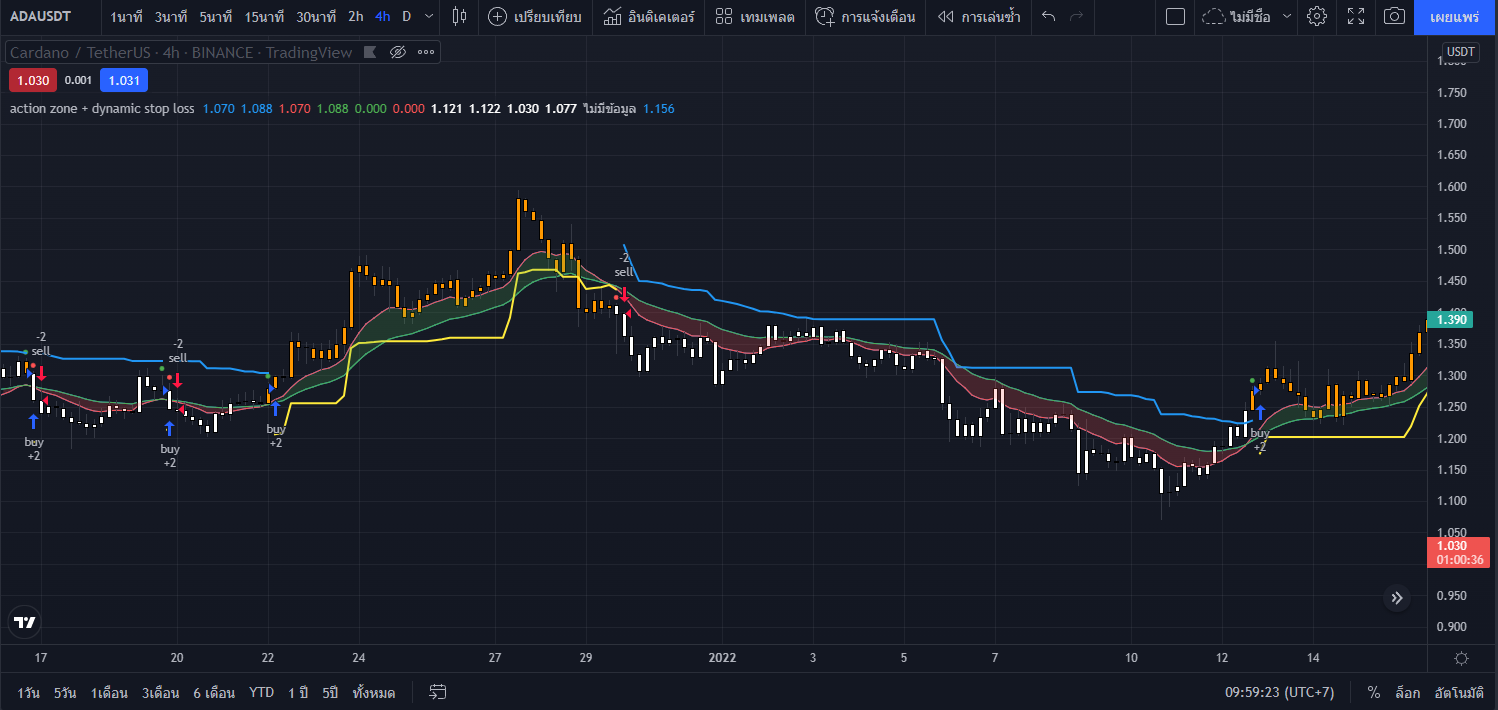 ADAUSDT 1นาที 3นาที 5นาที 15นาที 30นาที 2h 4h D เปรียบเทียบ อินดิเคเตอร์ เทมเพลต การแจ้งเตือน การเล่นซ้ำ ไม่มีชื่อ เผยแพร่
Cardano / TetherUS · 4h · BINANCE · TradingView
USDT
1.030 0.001 1.031
action zone + dynamic stop loss 1.070 1.088 1.070 1.088 0.000 0.000 1.121 1.122 1.030 1.077 ไม่มีข้อมูล 1.156
1.750
1.700
1.650
1.600
1.550
1.500
1.450
1.390
1.350
1.300
1.250
1.200
1.150
1.100
1.050
1.030
01:00:36
0.950
0.900
-2
sell
-2
sell
-2
sell
buy
+2
buy
+2
buy
+2
buy
+2
17 20 22 24 27 29 2022 3 5 7 10 12 14
1วัน 5วัน 1เดือน 3เดือน 6 เดือน YTD 1 ปี 5ปี ทั้งหมด 09:59:23 (UTC+7) % ล็อก อัตโนมัติ